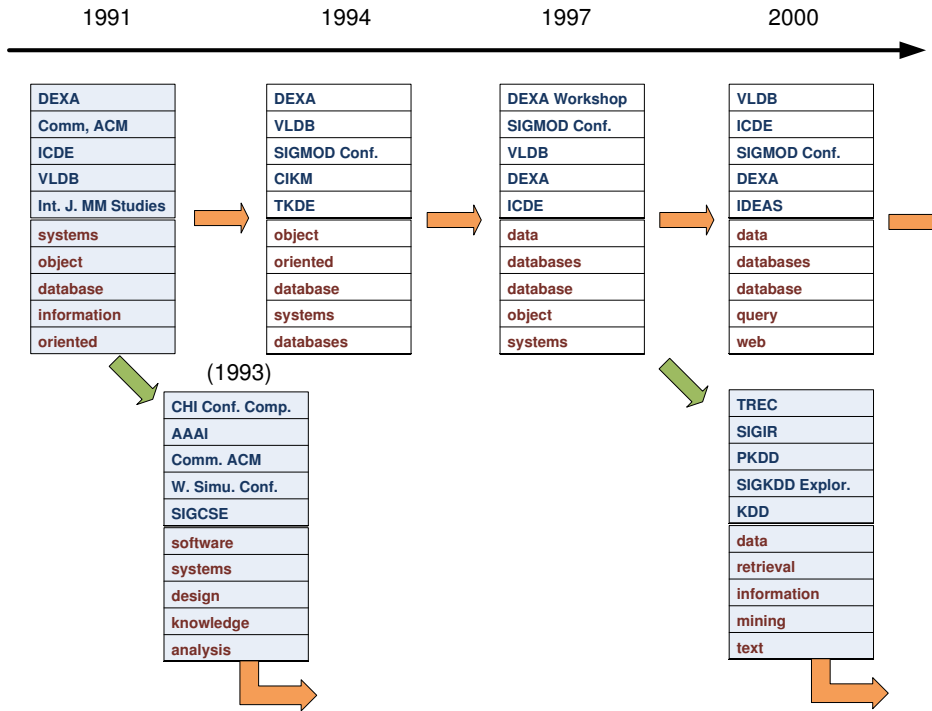 1991
1994
1997
2000
DEXA
Comm, ACM
ICDE
VLDB
Int. J. MM Studies
systems
object
database
information
oriented
DEXA
VLDB
SIGMOD Conf.
CIKM
TKDE
object
oriented
database
systems
databases
DEXA Workshop
SIGMOD Conf.
VLDB
DEXA
ICDE
data
databases
database
object
systems
VLDB
ICDE
SIGMOD Conf.
DEXA
IDEAS
data
databases
database
query
web
(1993)
CHI Conf. Comp.
AAAI
Comm. ACM
W. Simu. Conf.
SIGCSE
software
systems
design
knowledge
analysis
TREC
SIGIR
PKDD
SIGKDD Explor.
KDD
data
retrieval
information
mining
text